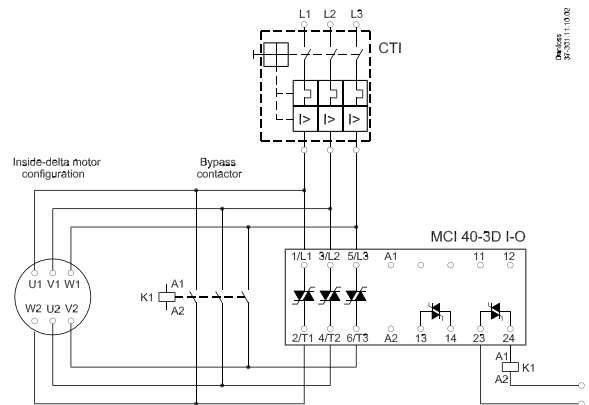 L1 L2 L3
CTI
Danfoss
37-301.11.10.02
I> I> I>
Inside-delta motor
configuration
Bypass
contactor
MCI 40-3D I-O
1/L1 3/L2 5/L3 A1 11 12
U1 V1 W1
W2 U2 V2
A1
K1
A2
2/T1 4/T2 6/T3 A2 13 14 23 24
A1
K1
A2